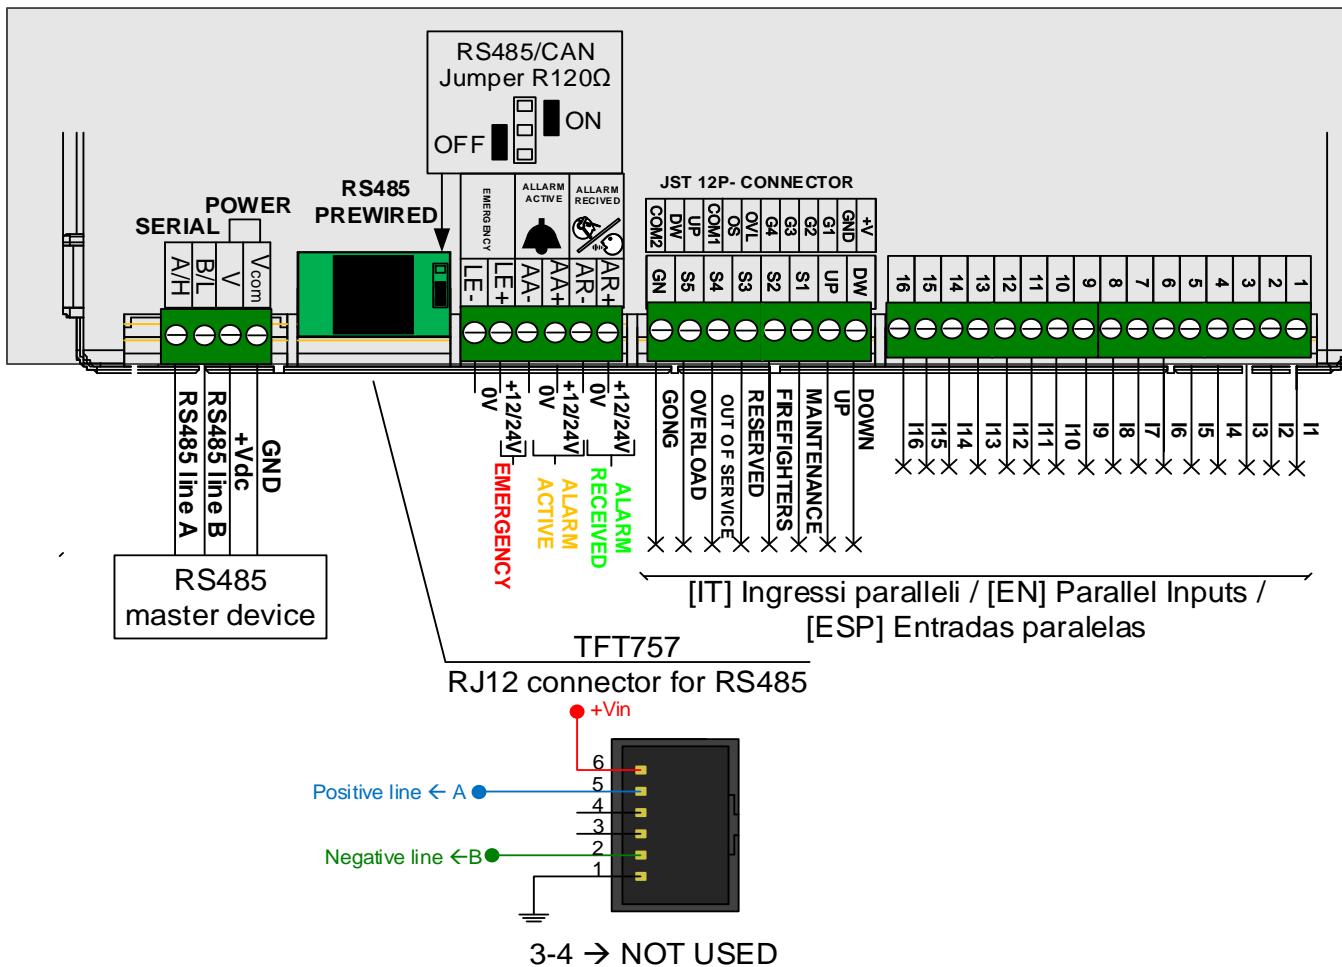 RS485/CAN
Jumper R120Ω
ON
OFF
RS485
PREWIRED
POWER
SERIAL
A/H
B/L
V
Vcom
EMERGENCY
ALLARM
ACTIVE
ALLARM
RECIVED
LE-
LE+
AA-
AA+
AR-
AR+
JST 12P- CONNECTOR
COM2
DW
UP
COM1
OS
OVL
G4
G3
G2
G1
GND
+V
GN
S5
S4
S3
S2
S1
UP
DW
16
15
14
13
12
11
10
9
8
7
6
5
4
3
2
1
RS485 line A
RS485 line B
+Vdc
GND
0V
+12/24V
0V
+12/24V
0V
+12/24V
EMERGENCY
ALARM
ACTIVE
ALARM
RECEIVED
GONG
OVERLOAD
OUT OF SERVICE
RESERVED
FIREFIGHTERS
MAINTENANCE
UP
DOWN
I16
I15
I14
I13
I12
I11
I10
I9
I8
I7
I6
I5
I4
I3
I2
I1
RS485
master device
[IT] Ingressi paralleli / [EN] Parallel Inputs /
[ESP] Entradas paralelas
TFT757
RJ12 connector for RS485
+Vin
6
Positive line ← A
5
4
3
Negative line ←B
2
1
3-4 → NOT USED